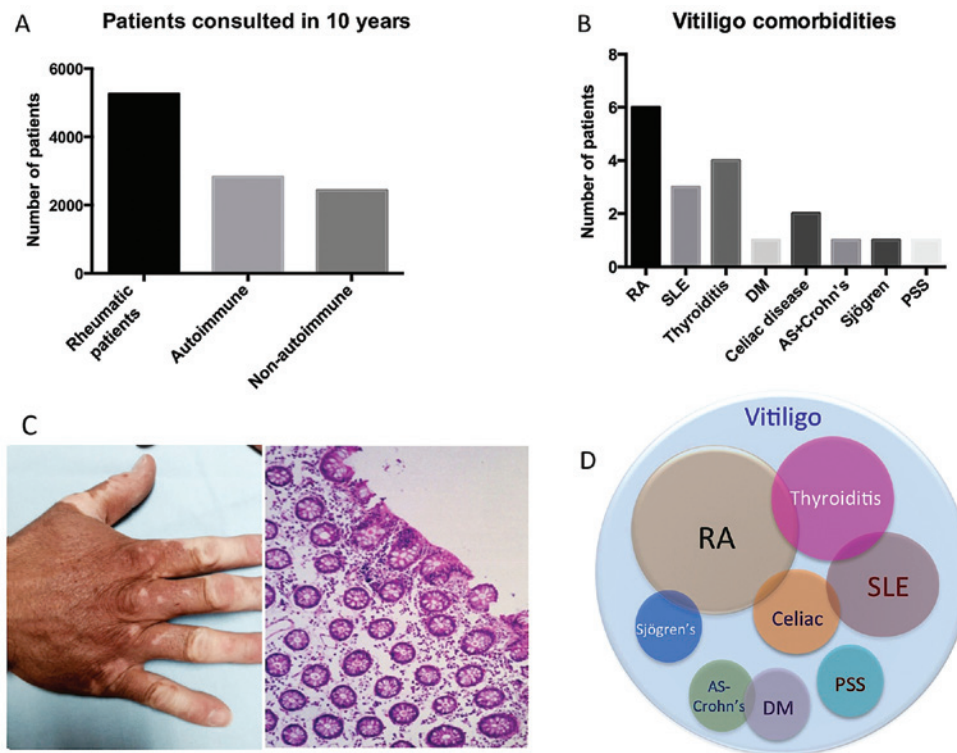 A
Patients consulted in 10 years
Number of patients
6000
4000
2000
0
Rheumatic
patients
Autoimmune
Non-autoimmune
B
Vitiligo comorbidities
Number of patients
8
6
4
2
0
RA
SLE
Thyroiditis
DM
Celiac disease
AS+Crohn's
Sjögren
PSS
C
D
Vitiligo
Thyroiditis
RA
SLE
Celiac
Sjögren's
AS-
Crohn's
DM
PSS